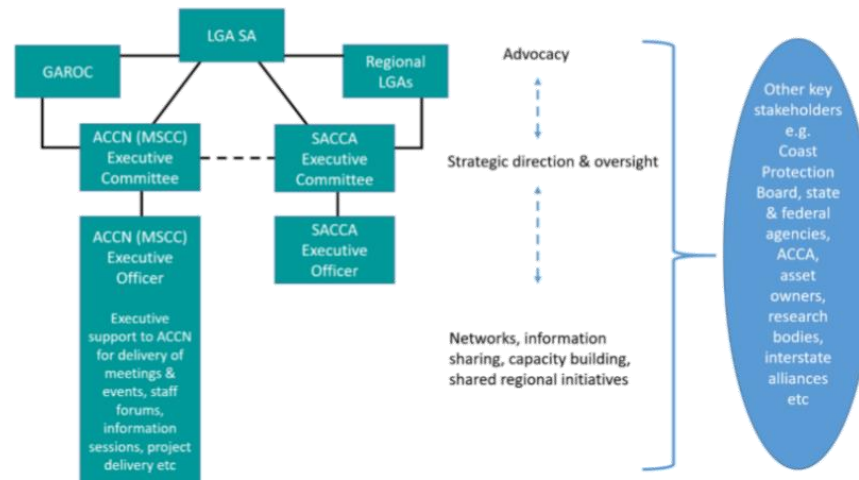 LGA SA
GAROC
Regional
LGAs
ACCN (MSCC)
Executive
Committee
SACCA
Executive
Committee
ACCN (MSCC)
Executive
Officer
Executive
support to ACCN
for delivery of
meetings &
events, staff
forums,
information
sessions, project
delivery etc
SACCA
Executive
Officer
Advocacy
Strategic direction & oversight
Networks, information
sharing, capacity building,
shared regional initiatives
Other key
stakeholders
e.g.
Coast
Protection
Board, state
& federal
agencies,
ACCA,
asset
owners,
research
bodies,
interstate
alliances
etc